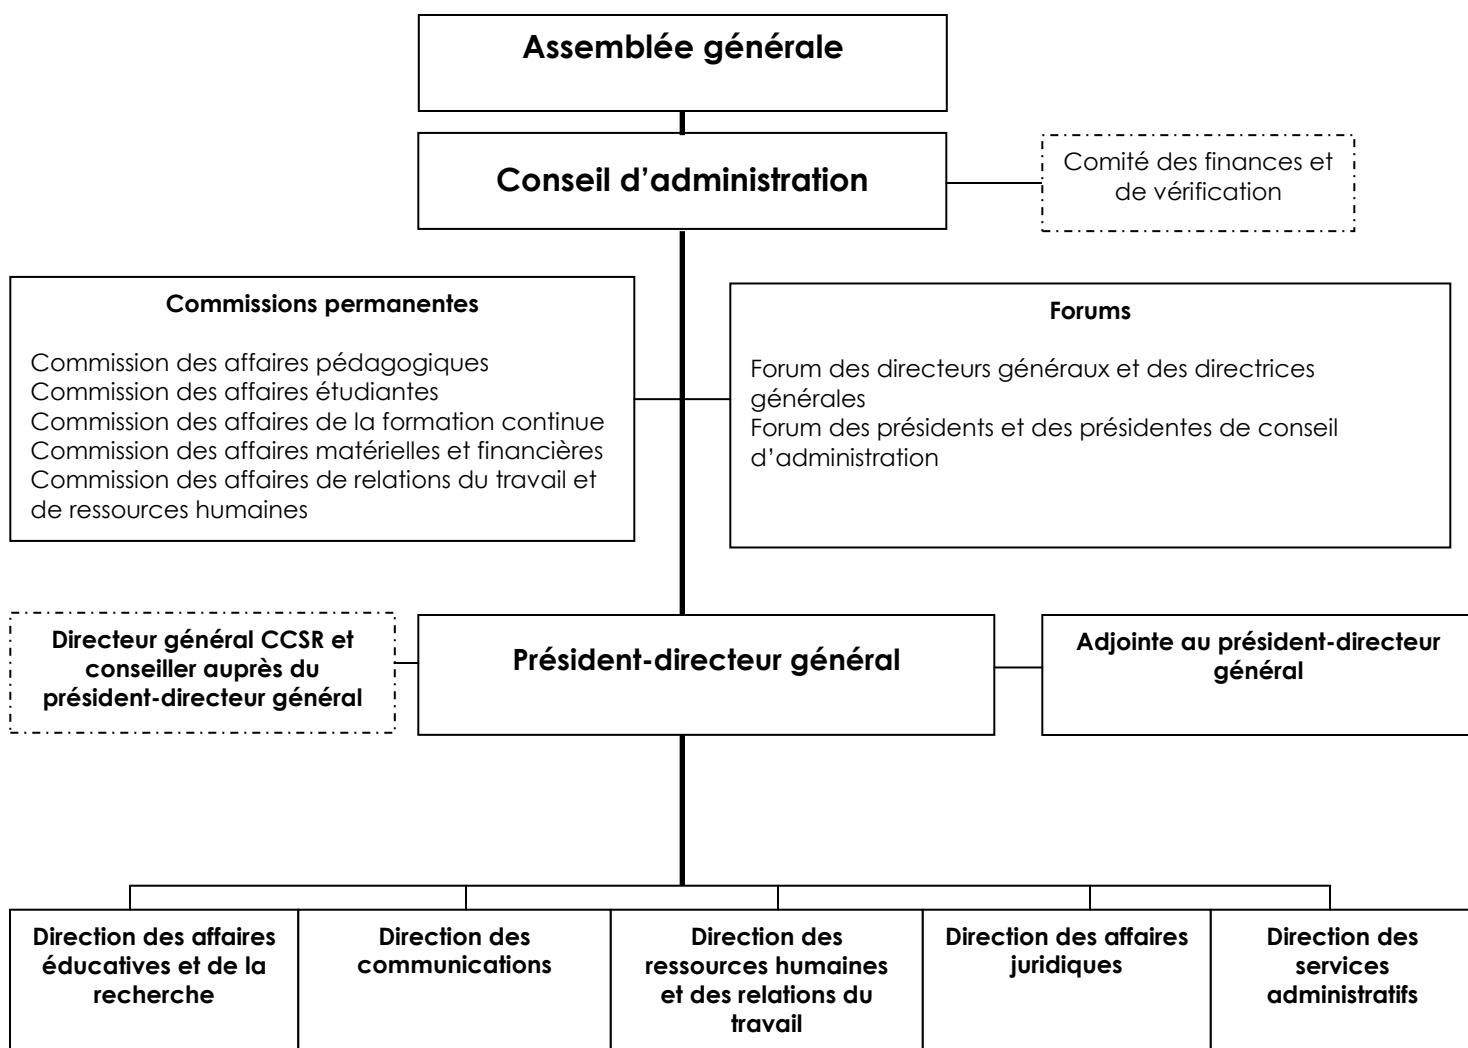 Assemblée générale
Conseil d'administration
Comité des finances et
de vérification
Commissions permanentes
Commission des affaires pédagogiques
Commission des affaires étudiantes
Commission des affaires de la formation continue
Commission des affaires matérielles et financières
Commission des affaires de relations du travail et
de ressources humaines
Forums
Forum des directeurs généraux et des directrices
générales
Forum des présidents et des présidentes de conseil
d'administration
Directeur général CCSR et
conseiller auprès du
président-directeur général
Président-directeur général
Adjointe au président-directeur
général
Direction des affaires
éducatives et de la
recherche
Direction des
communications
Direction des
ressources humaines
et des relations du
travail
Direction des affaires
juridiques
Direction des
services
administratifs